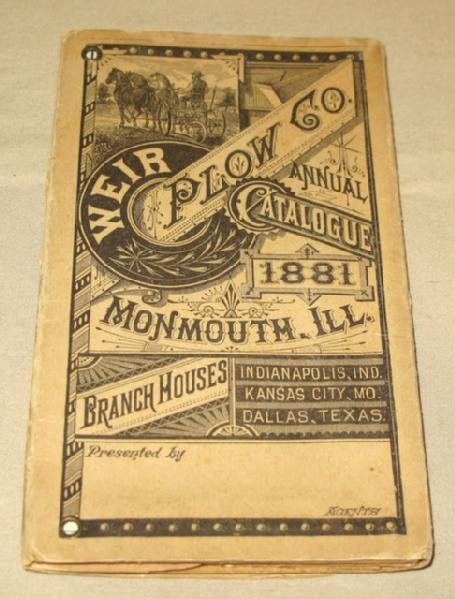 WEIR
PLOW CO.
ANNUAL
CATALOGUE
1881
MONMOUTH, ILL.
BRANCH HOUSES
INDIANAPOLIS, IND.
KANSAS CITY, MO.
DALLAS, TEXAS.
Presented by
AGENTS